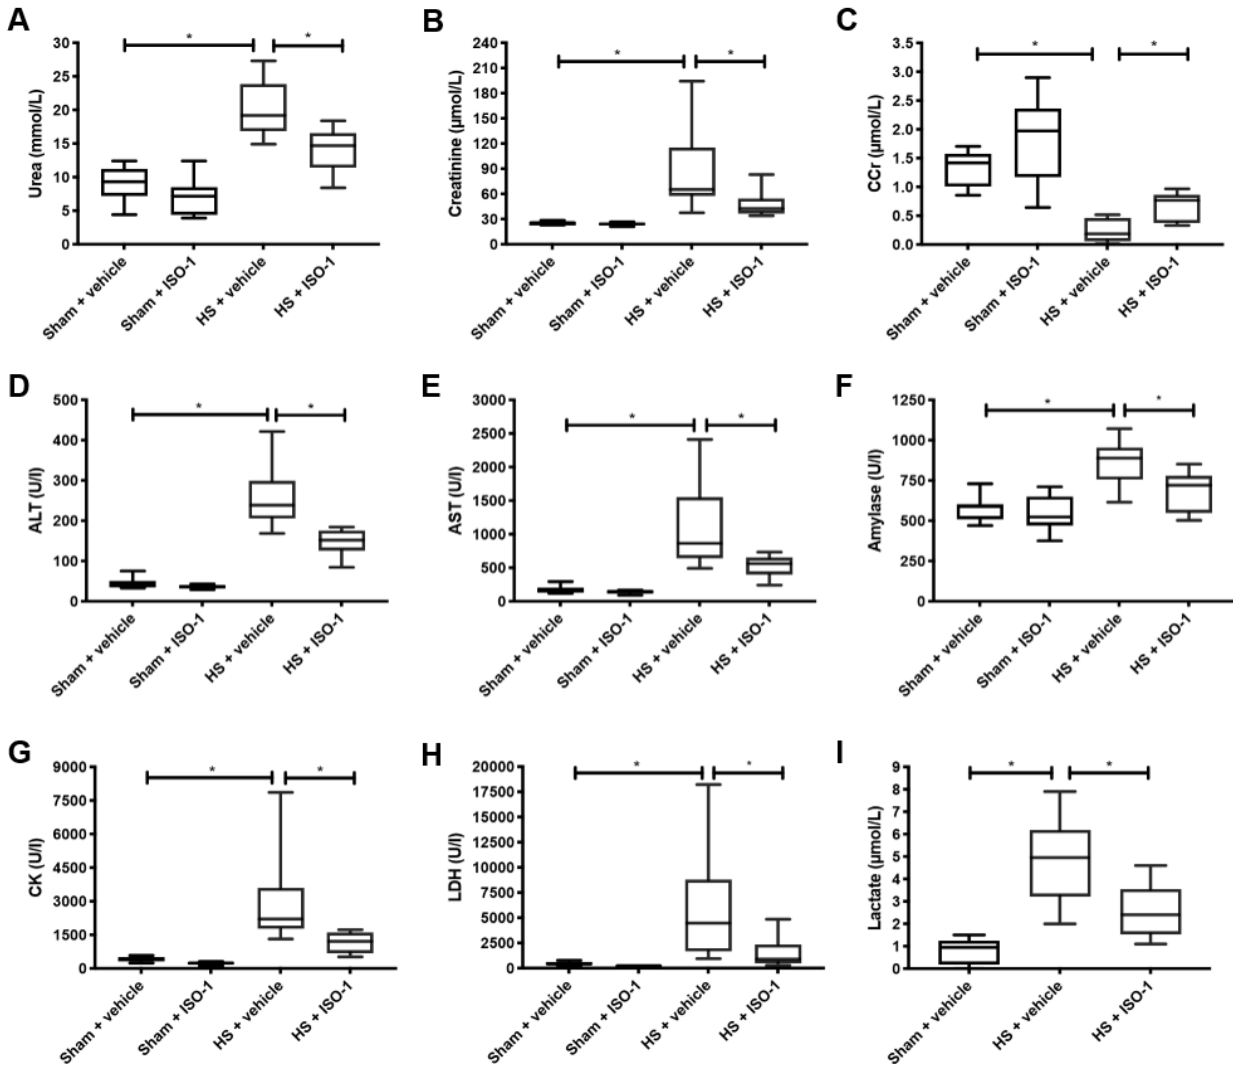 A
Urea (mmol/L)
30
25
20
15
10
5
0
*
*
Sham + vehicle
Sham + ISO-1
HS + vehicle
HS + ISO-1
B
Creatinine (µmol/L)
240
210
180
150
120
90
60
30
0
*
*
Sham + vehicle
Sham + ISO-1
HS + vehicle
HS + ISO-1
C
CCr (µmol/L)
3.5
3.0
2.5
2.0
1.5
1.0
0.5
0.0
*
*
Sham + vehicle
Sham + ISO-1
HS + vehicle
HS + ISO-1
D
ALT (U/l)
500
400
300
200
100
0
*
*
Sham + vehicle
Sham + ISO-1
HS + vehicle
HS + ISO-1
E
AST (U/l)
3000
2500
2000
1500
1000
500
0
*
*
Sham + vehicle
Sham + ISO-1
HS + vehicle
HS + ISO-1
F
Amylase (U/l)
1250
1000
750
500
250
0
*
*
Sham + vehicle
Sham + ISO-1
HS + vehicle
HS + ISO-1
G
CK (U/l)
9000
7500
6000
4500
3000
1500
0
*
*
Sham + vehicle
Sham + ISO-1
HS + vehicle
HS + ISO-1
H
LDH (U/l)
20000
17500
15000
12500
10000
7500
5000
2500
0
*
*
Sham + vehicle
Sham + ISO-1
HS + vehicle
HS + ISO-1
I
Lactate (µmol/L)
9
8
7
6
5
4
3
2
1
0
*
*
Sham + vehicle
HS + vehicle
HS + ISO-1